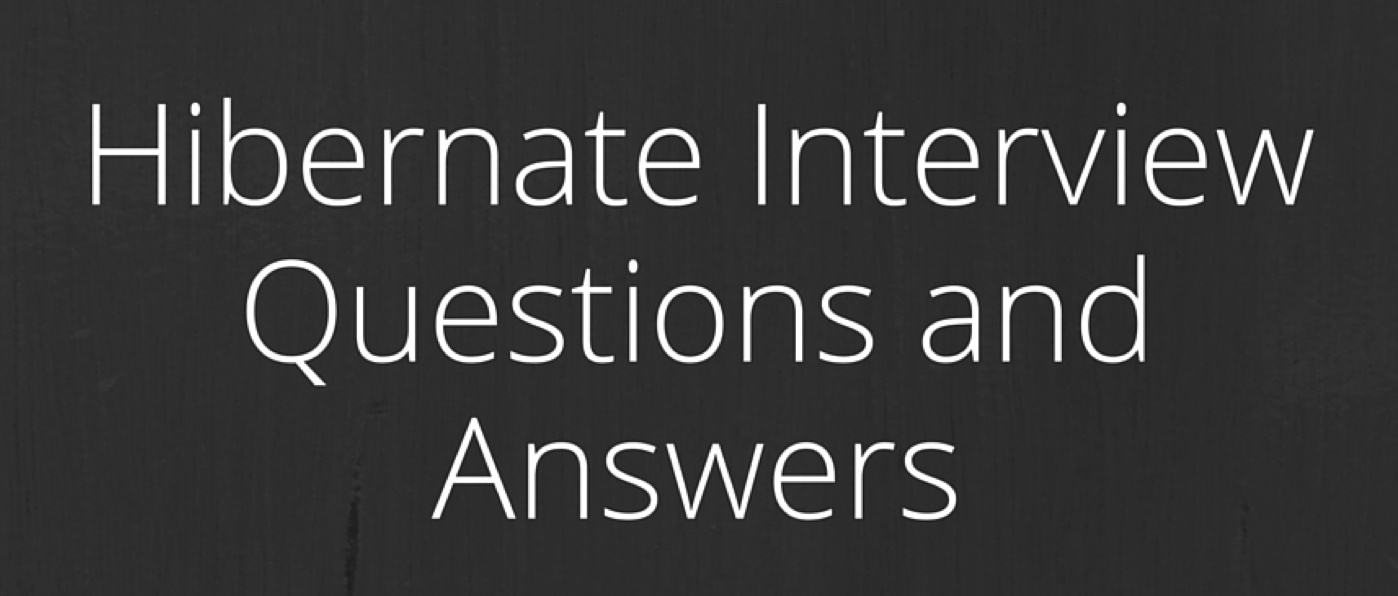 Hibernate Interview
Questions and
Answers